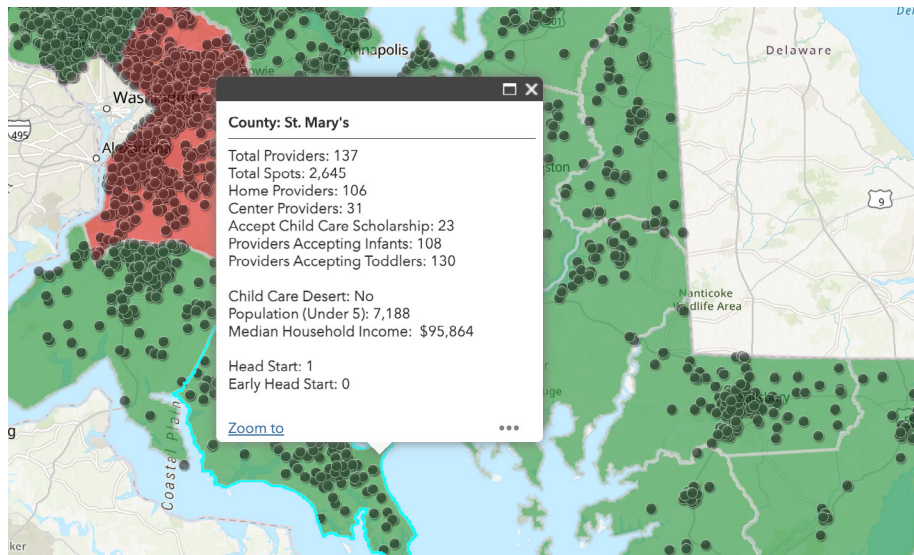 Del
Annapolis
Bowie
Delaware
495
9
County: St. Mary's
Total Providers: 137
Total Spots: 2,645
Home Providers: 106
Center Providers: 31
Accept Child Care Scholarship: 23
Providers Accepting Infants: 108
Providers Accepting Toddlers: 130
Child Care Desert: No
Population (Under 5): 7,188
Median Household Income: $95,864
Head Start: 1
Early Head Start: 0
Zoom to
Nanticoke
Coastal Plain